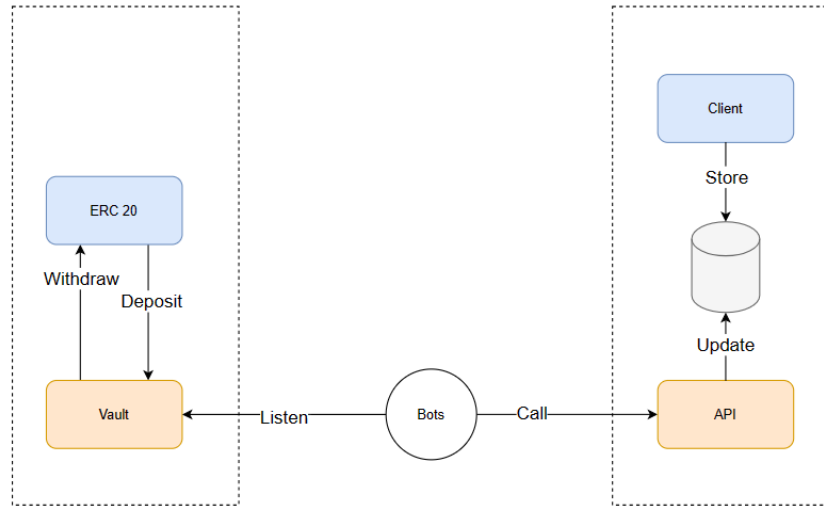 Client
Store
ERC 20
Withdraw
Deposit
Update
Vault
Listen
Bots
Call
API